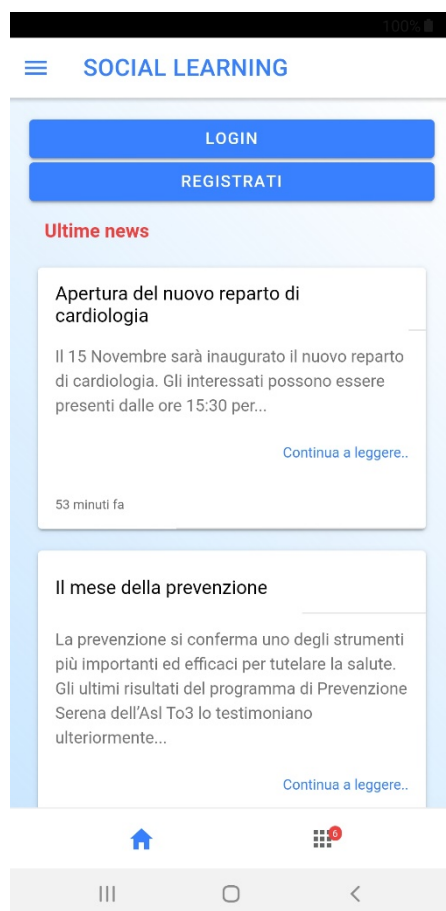 100%
SOCIAL LEARNING
LOGIN
REGISTRATI
Ultime news
Apertura del nuovo reparto di
cardiologia
Il 15 Novembre sarà inaugurato il nuovo reparto
di cardiologia. Gli interessati possono essere
presenti dalle ore 15:30 per...
Continua a leggere..
53 minuti fa
Il mese della prevenzione
La prevenzione si conferma uno degli strumenti
più importanti ed efficaci per tutelare la salute.
Gli ultimi risultati del programma di Prevenzione
Serena dell'Asl To3 lo testimoniano
ulteriormente...
Continua a leggere..
6